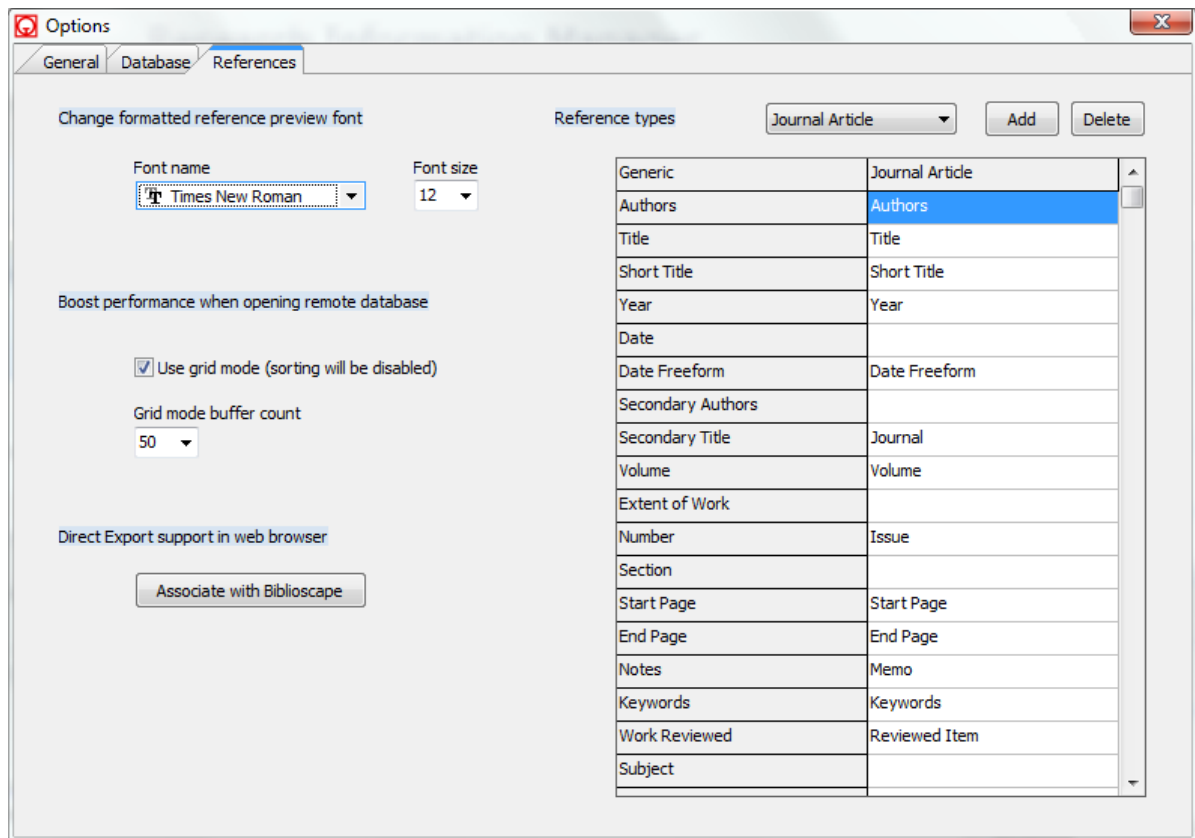 Options
General Database References
Change formatted reference preview font
Font name Font size
Times New Roman 12
Boost performance when opening remote database
Use grid mode (sorting will be disabled)
Grid mode buffer count
50
Direct Export support in web browser
Associate with Biblioscape
Reference types Journal Article Add Delete
Generic Journal Article
Authors Authors
Title Title
Short Title Short Title
Year Year
Date
Date Freeform Date Freeform
Secondary Authors
Secondary Title Journal
Volume Volume
Extent of Work
Number Issue
Section
Start Page Start Page
End Page End Page
Notes Memo
Keywords Keywords
Work Reviewed Reviewed Item
Subject